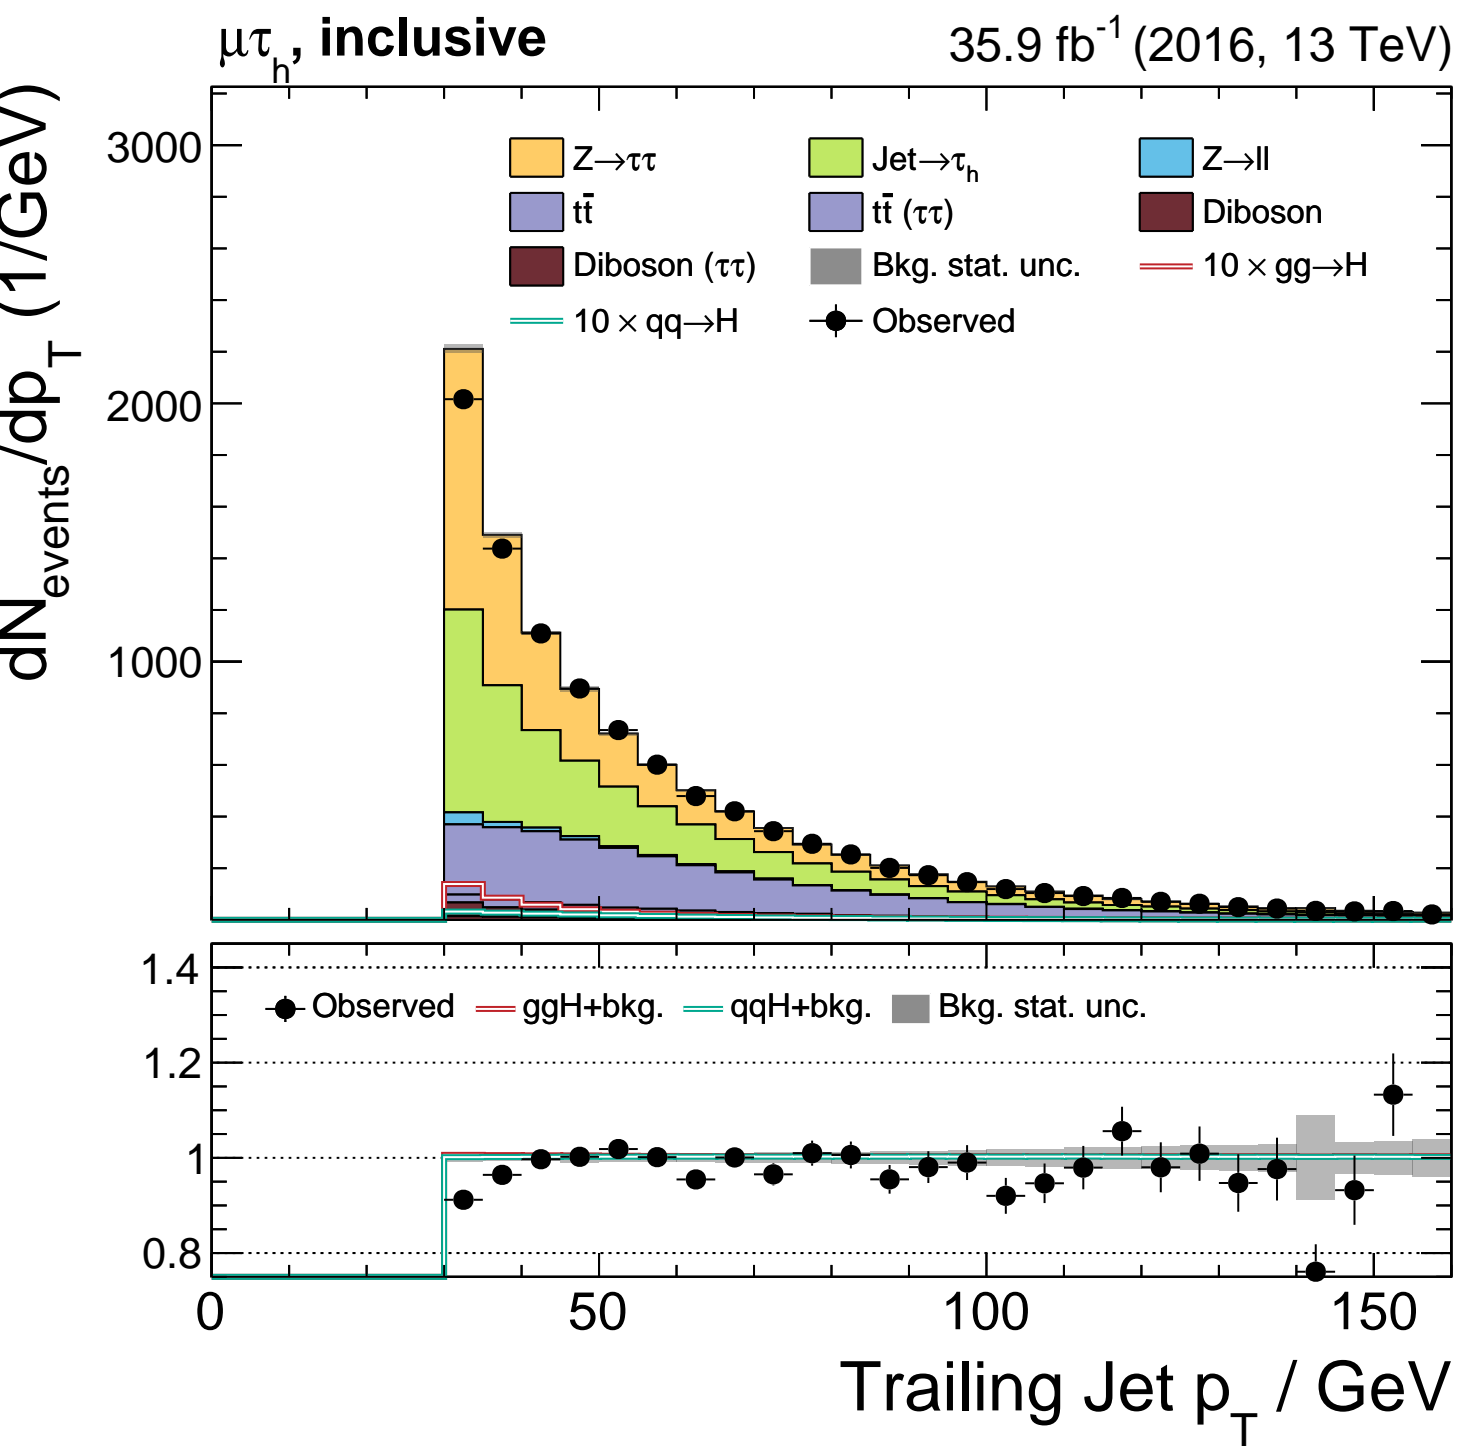 μτh, inclusive 35.9 fb-1 (2016, 13 TeV)
dNevents/dpT (1/GeV)
3000
2000
1000
Z→ττ Jet→τh Z→ll
tt̄ tt̄ (ττ) Diboson
Diboson (ττ) Bkg. stat. unc. 10 × gg→H
10 × qq→H Observed
1.4
1.2
1
0.8
Observed ggH+bkg. qqH+bkg. Bkg. stat. unc.
0 50 100 150
Trailing Jet pT / GeV